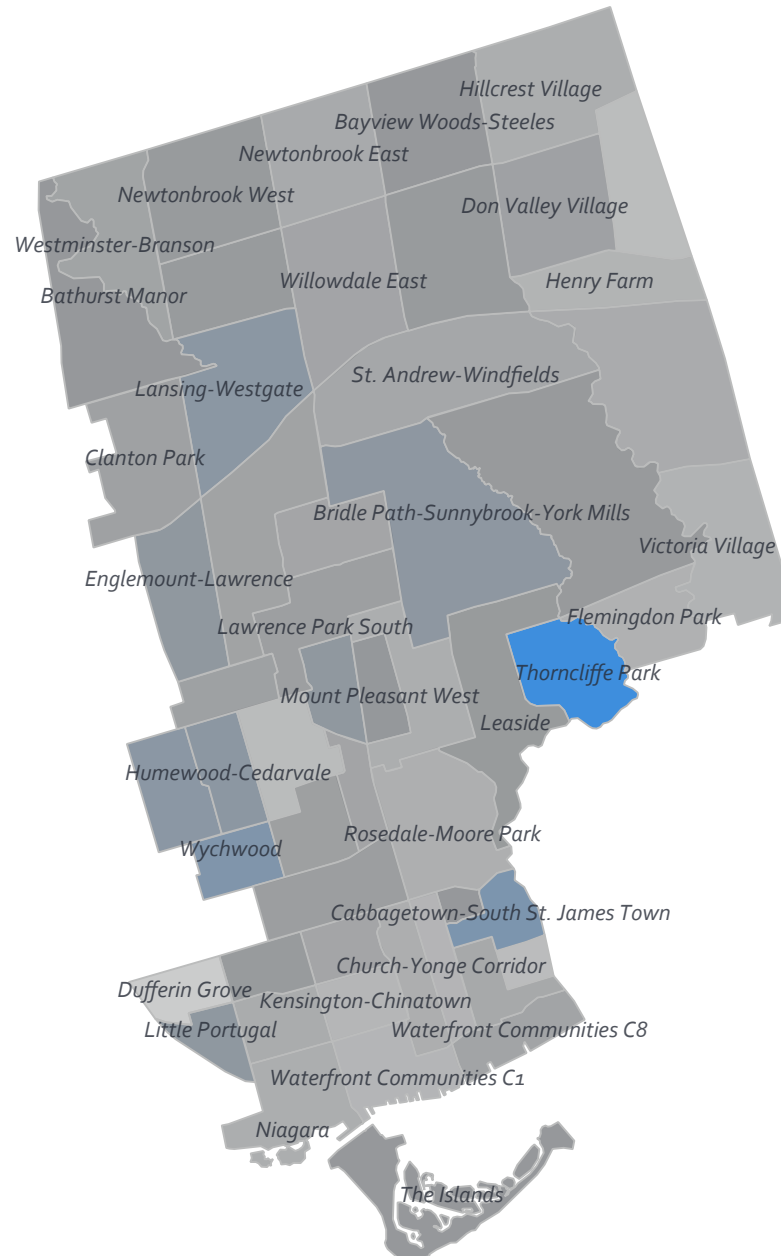 Hillcrest Village
Bayview Woods-Steeles
Newtonbrook East
Newtonbrook West
Don Valley Village
Westminster-Branson
Willowdale East
Henry Farm
Bathurst Manor
St. Andrew-Windfields
Lansing-Westgate
Clanton Park
Bridle Path-Sunnybrook-York Mills
Victoria Village
Englemount-Lawrence
Flemingdon Park
Lawrence Park South
Thorncliffe Park
Mount Pleasant West
Leaside
Humewood-Cedarvale
Rosedale-Moore Park
Wychwood
Cabbagetown-South St. James Town
Church-Yonge Corridor
Dufferin Grove
Kensington-Chinatown
Little Portugal
Waterfront Communities C8
Waterfront Communities C1
Niagara
The Islands